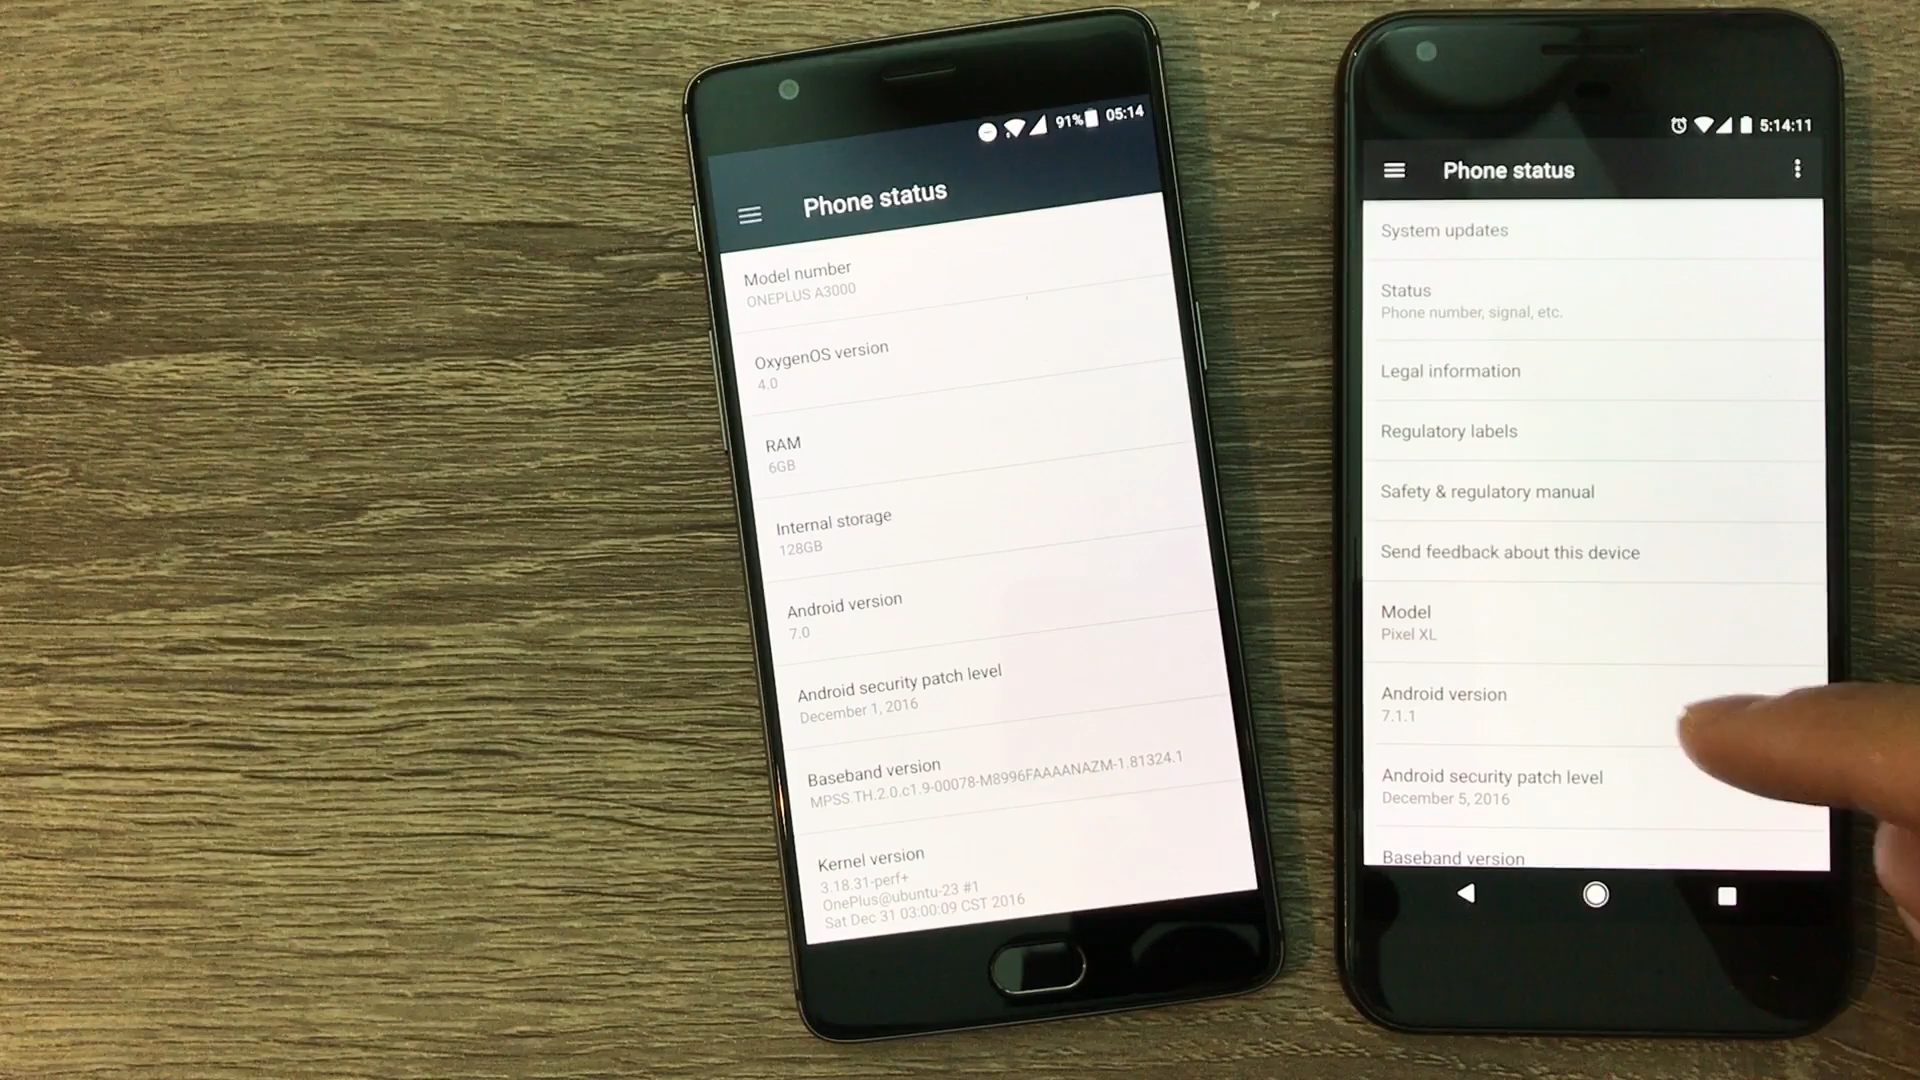 91% 05:14
Phone status
Model number
ONEPLUS A3000
OxygenOS version
4.0
RAM
6GB
Internal storage
128GB
Android version
7.0
Android security patch level
December 1, 2016
Baseband version
MPSS.TH.2.0.c1.9-00078-M8996FAAAANAZM-1.81324.1
Kernel version
3.18.31-perf+
OnePlus@ubuntu-23 #1
Sat Dec 31 03:00:09 CST 2016
5:14:11
Phone status
System updates
Status
Phone number, signal, etc.
Legal information
Regulatory labels
Safety & regulatory manual
Send feedback about this device
Model
Pixel XL
Android version
7.1.1
Android security patch level
December 5, 2016
Baseband version